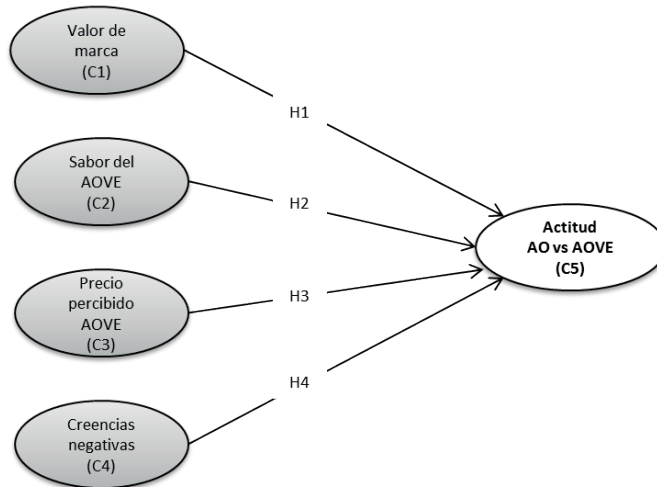 Valor de
marca
(C1)
H1
Sabor del
AOVE
(C2)
H2
Actitud
AO vs AOVE
(C5)
Precio
percibido
AOVE
(C3)
H3
H4
Creencias
negativas
(C4)